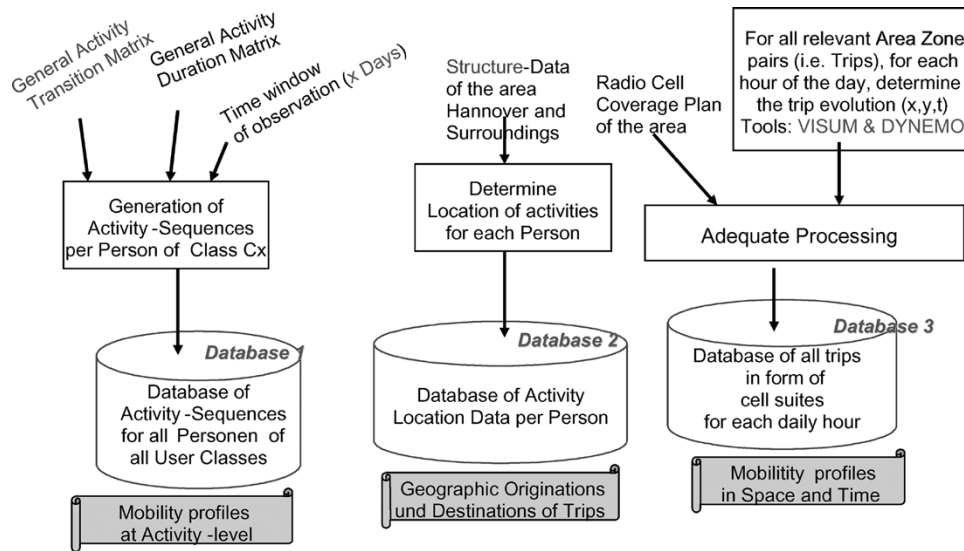 General Activity
Transition Matrix
General Activity
Duration Matrix
Time window
of observation (x Days)
Generation of
Activity-Sequences
per Person of Class Cx
Database 1
Database of
Activity-Sequences
for all Personen of
all User Classes
Mobility profiles
at Activity-level
Structure-Data
of the area
Hannover and
Surroundings
Determine
Location of activities
for each Person
Database 2
Database of Activity
Location Data per Person
Geographic Originations
und Destinations of Trips
Radio Cell
Coverage Plan
of the area
For all relevant Area Zone
pairs (i.e. Trips), for each
hour of the day, determine
the trip evolution (x,y,t)
Tools: VISUM & DYNEMO
Adequate Processing
Database 3
Database of all trips
in form of
cell suites
for each daily hour
Mobilitity profiles
in Space and Time